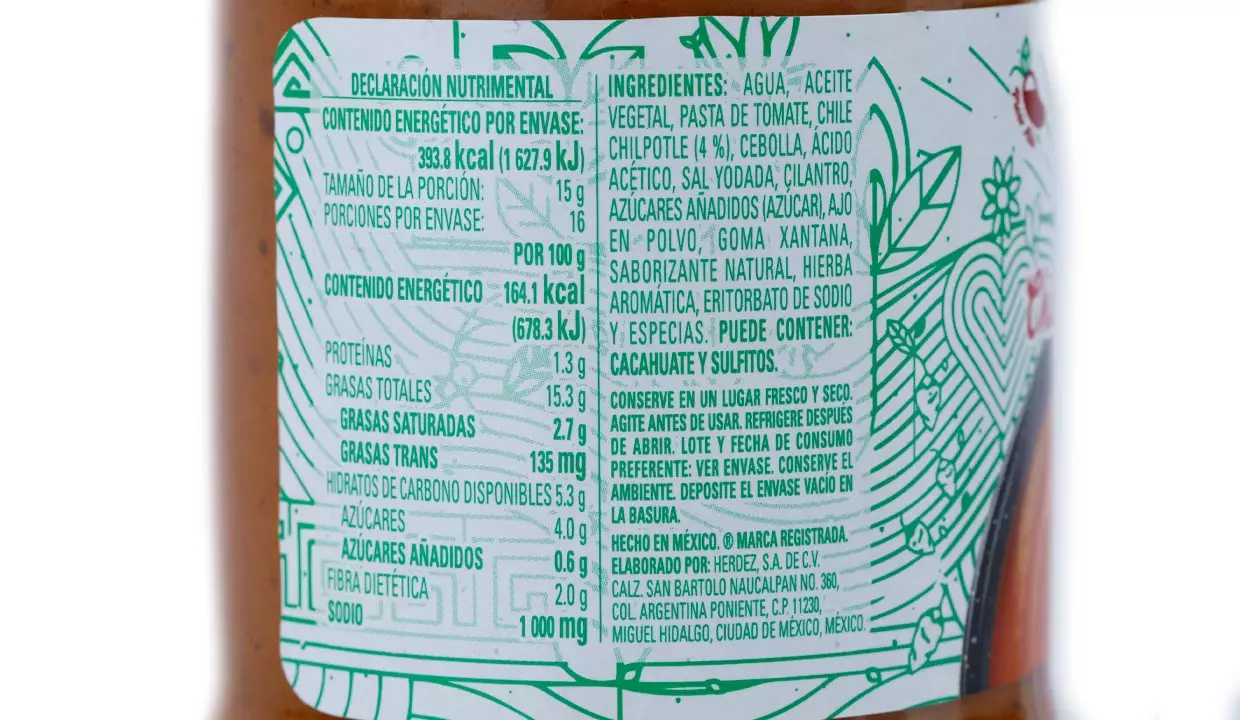 DECLARACIÓN NUTRIMENTAL
CONTENIDO ENERGÉTICO POR ENVASE:
393.8 kcal (1 627.9 kJ)
TAMAÑO DE LA PORCIÓN: 15 g
PORCIONES POR ENVASE: 16
POR 100 g
CONTENIDO ENERGÉTICO 164.1 kcal
(678.3 kJ)
PROTEÍNAS 1.3 g
GRASAS TOTALES 15.3 g
GRASAS SATURADAS 2.7 g
GRASAS TRANS 135 mg
HIDRATOS DE CARBONO DISPONIBLES 5.3 g
AZÚCARES 4.0 g
AZÚCARES AÑADIDOS 0.6 g
FIBRA DIETÉTICA 2.0 g
SODIO 1 000 mg
INGREDIENTES: AGUA, ACEITE
VEGETAL, PASTA DE TOMATE, CHILE
CHILPOTLE (4 %), CEBOLLA, ÁCIDO
ACÉTICO, SAL YODADA, CILANTRO,
AZÚCARES AÑADIDOS (AZÚCAR), AJO
EN POLVO, GOMA XANTANA,
SABORIZANTE NATURAL, HIERBA
AROMÁTICA, ERITORBATO DE SODIO
Y ESPECIAS. PUEDE CONTENER:
CACAHUATE Y SULFITOS.
CONSERVE EN UN LUGAR FRESCO Y SECO.
AGITE ANTES DE USAR. REFRIGERE DESPUÉS
DE ABRIR. LOTE Y FECHA DE CONSUMO
PREFERENTE: VER ENVASE. CONSERVE EL
AMBIENTE. DEPOSITE EL ENVASE VACÍO EN
LA BASURA.
HECHO EN MÉXICO. ® MARCA REGISTRADA.
ELABORADO POR: HERDEZ, S.A. DE C.V.
CALZ. SAN BARTOLO NAUCALPAN NO. 360,
COL. ARGENTINA PONIENTE, C.P. 11230,
MIGUEL HIDALGO, CIUDAD DE MÉXICO, MÉXICO.